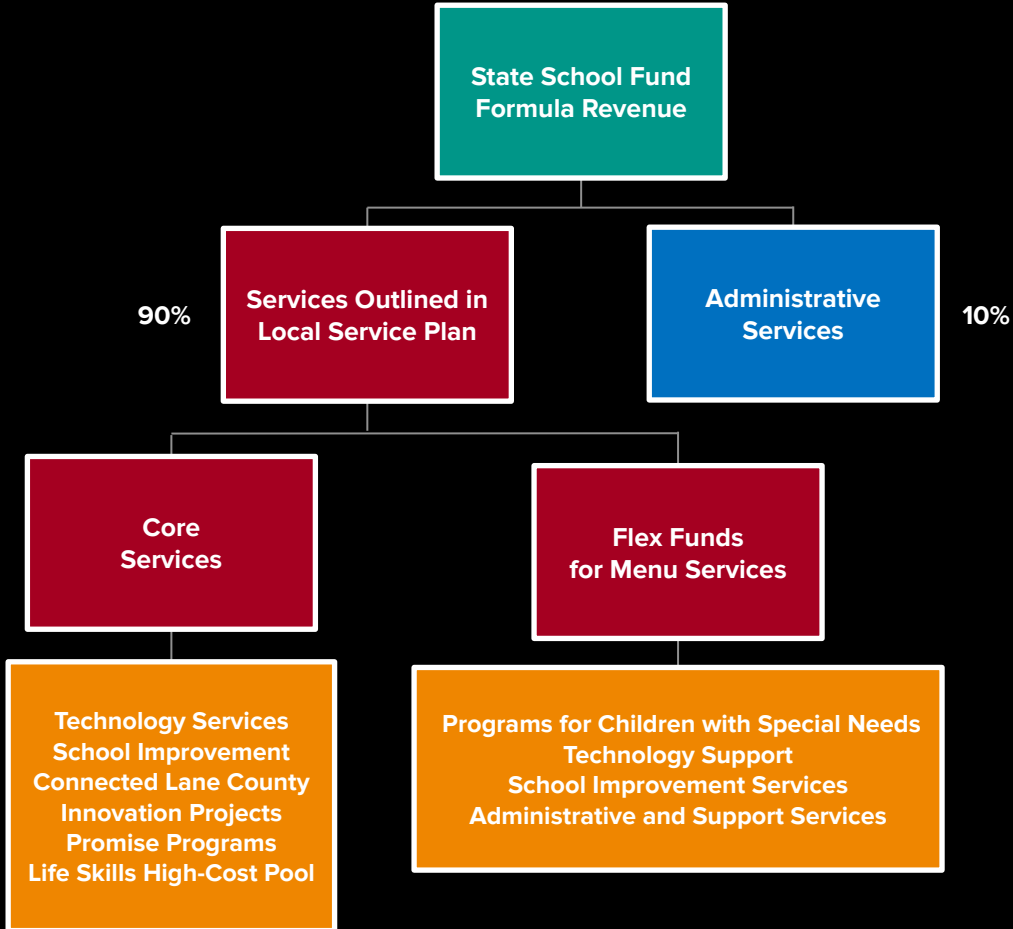 State School Fund
Formula Revenue
90%
Services Outlined in
Local Service Plan
Administrative
Services
10%
Core
Services
Flex Funds
for Menu Services
Technology Services
School Improvement
Connected Lane County
Innovation Projects
Promise Programs
Life Skills High-Cost Pool
Programs for Children with Special Needs
Technology Support
School Improvement Services
Administrative and Support Services